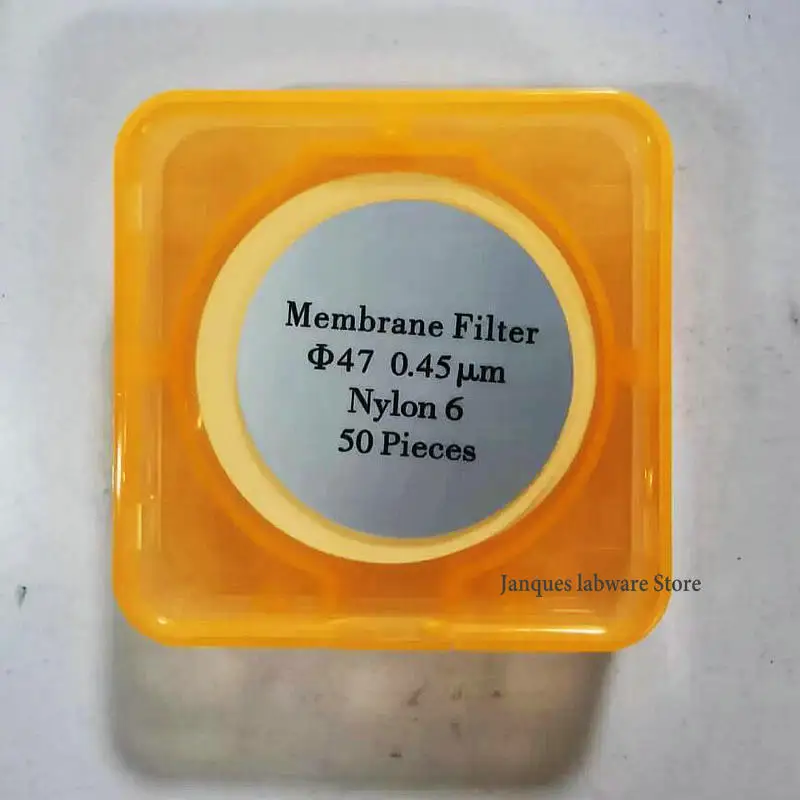 Membrane Filter
Φ47 0.45μm
Nylon 6
50 Pieces
Janques labware Store